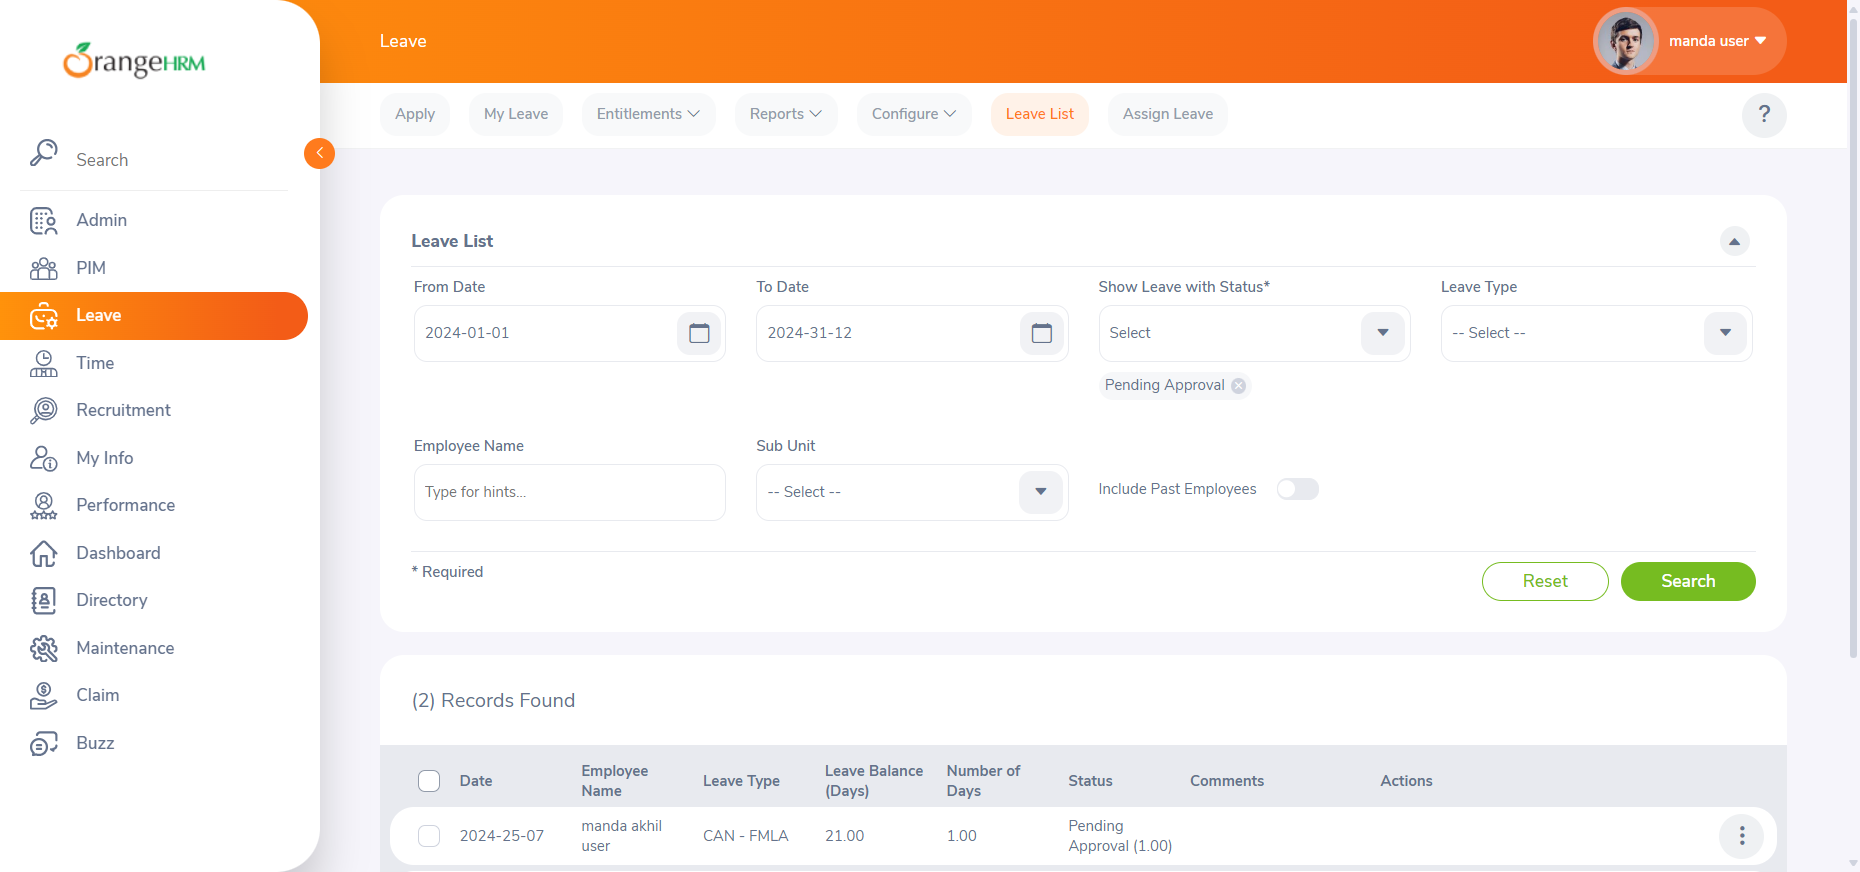 OrangeHRM
Leave
manda user
Apply
My Leave
Entitlements
Reports
Configure
Leave List
Assign Leave
?
Search
Admin
PIM
Leave
Time
Recruitment
My Info
Performance
Dashboard
Directory
Maintenance
Claim
Buzz
Leave List
From Date
To Date
Show Leave with Status*
Leave Type
2024-01-01
2024-31-12
Select
-- Select --
Pending Approval
Employee Name
Sub Unit
Type for hints...
-- Select --
Include Past Employees
* Required
Reset
Search
(2) Records Found
Date
Employee
Name
Leave Type
Leave Balance
(Days)
Number of
Days
Status
Comments
Actions
2024-25-07
manda akhil
user
CAN - FMLA
21.00
1.00
Pending
Approval (1.00)